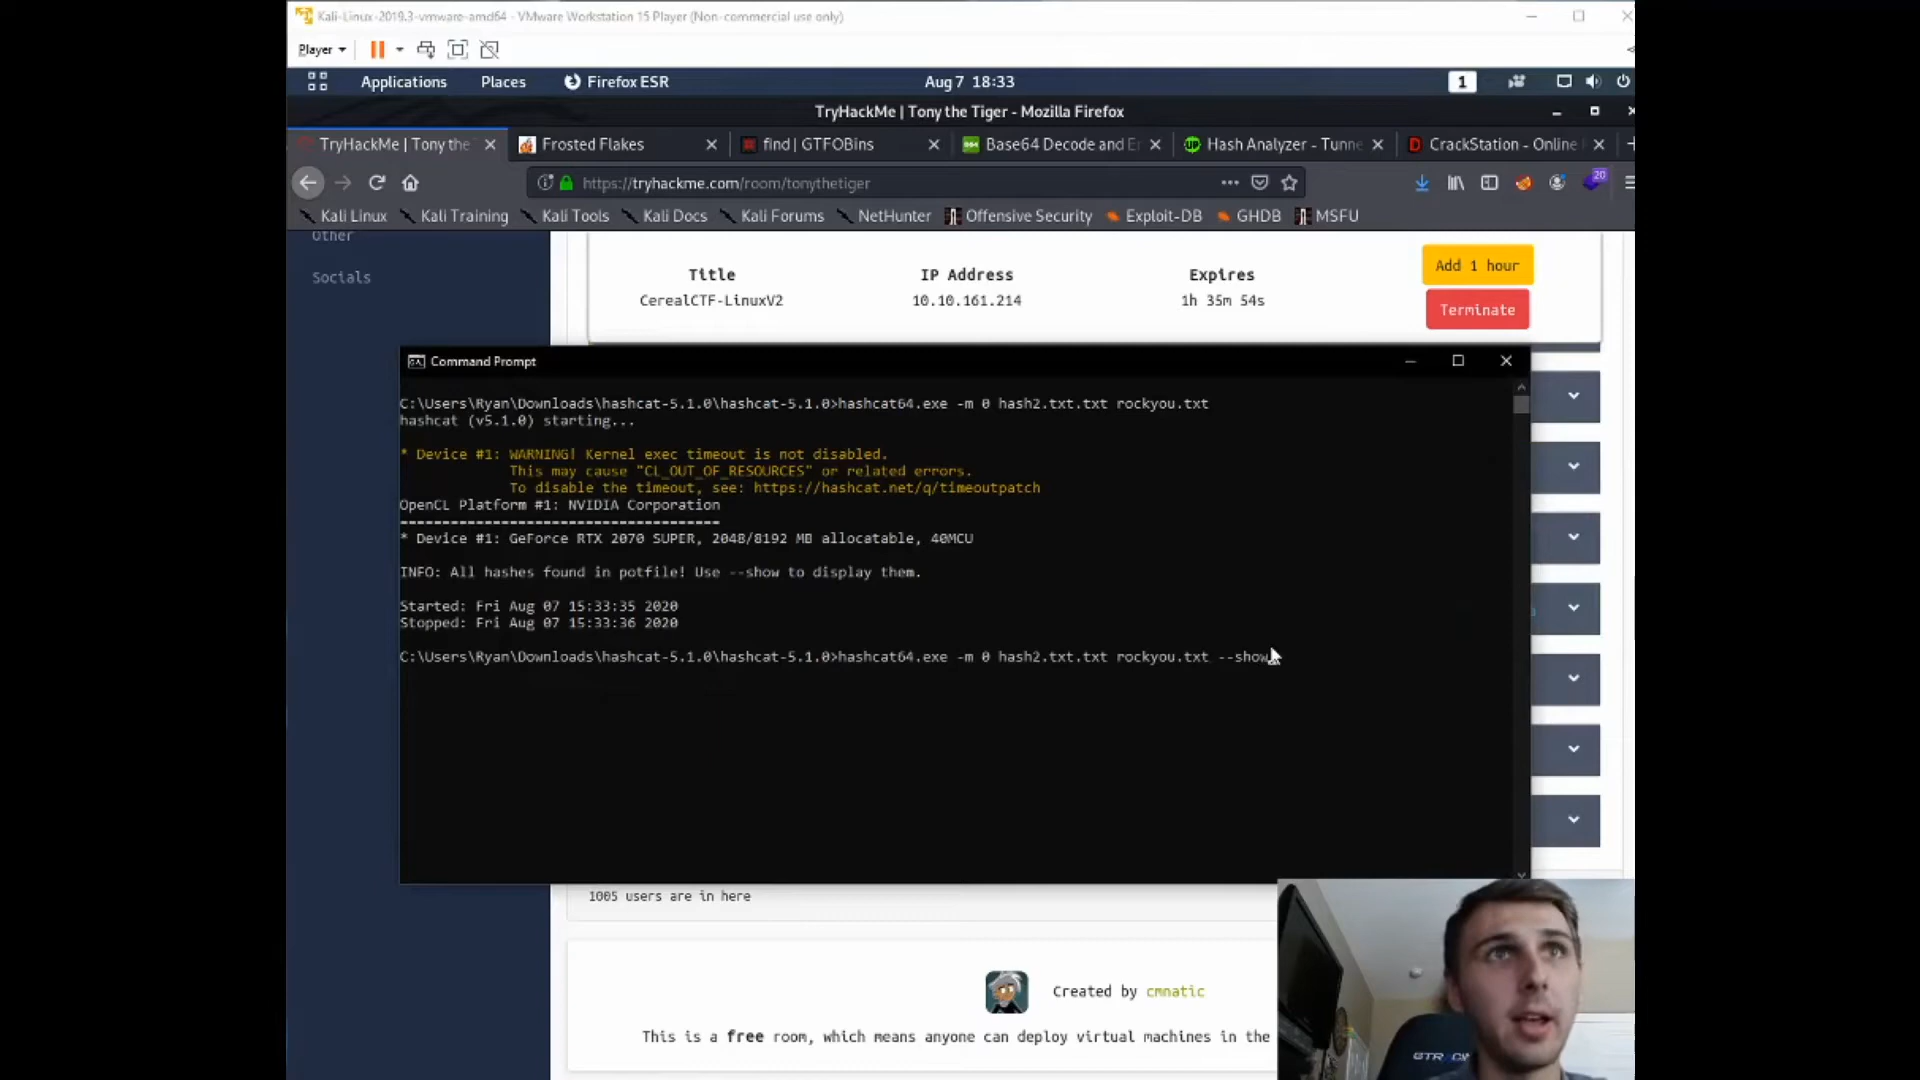 Kali-Linux-2019.3-vmware-amd64 - VMware Workstation 15 Player (Non-commercial use only)
Player
Applications Places Firefox ESR Aug 7 18:33 1
TryHackMe | Tony the Tiger - Mozilla Firefox
TryHackMe | Tony the Frosted Flakes find | GTFOBins Base64 Decode and E Hash Analyzer - Tunne CrackStation - Online
https://tryhackme.com/room/tonythetiger 20
Kali Linux Kali Training Kali Tools Kali Docs Kali Forums NetHunter Offensive Security Exploit-DB GHDB MSFU
Other
Socials
Title IP Address Expires
CerealCTF-LinuxV2 10.10.161.214 1h 35m 54s
Add 1 hour
Terminate
Command Prompt
C:\Users\Ryan\Downloads\hashcat-5.1.0\hashcat-5.1.0>hashcat64.exe -m 0 hash2.txt.txt rockyou.txt
hashcat (v5.1.0) starting...
* Device #1: WARNING! Kernel exec timeout is not disabled.
This may cause "CL_OUT_OF_RESOURCES" or related errors.
To disable the timeout, see: https://hashcat.net/q/timeoutpatch
OpenCL Platform #1: NVIDIA Corporation
======================================
* Device #1: GeForce RTX 2070 SUPER, 2048/8192 MB allocatable, 40MCU
INFO: All hashes found in potfile! Use --show to display them.
Started: Fri Aug 07 15:33:35 2020
Stopped: Fri Aug 07 15:33:36 2020
C:\Users\Ryan\Downloads\hashcat-5.1.0\hashcat-5.1.0>hashcat64.exe -m 0 hash2.txt.txt rockyou.txt --show
1005 users are in here
Created by cmnatic
This is a free room, which means anyone can deploy virtual machines in the
GTRACIN